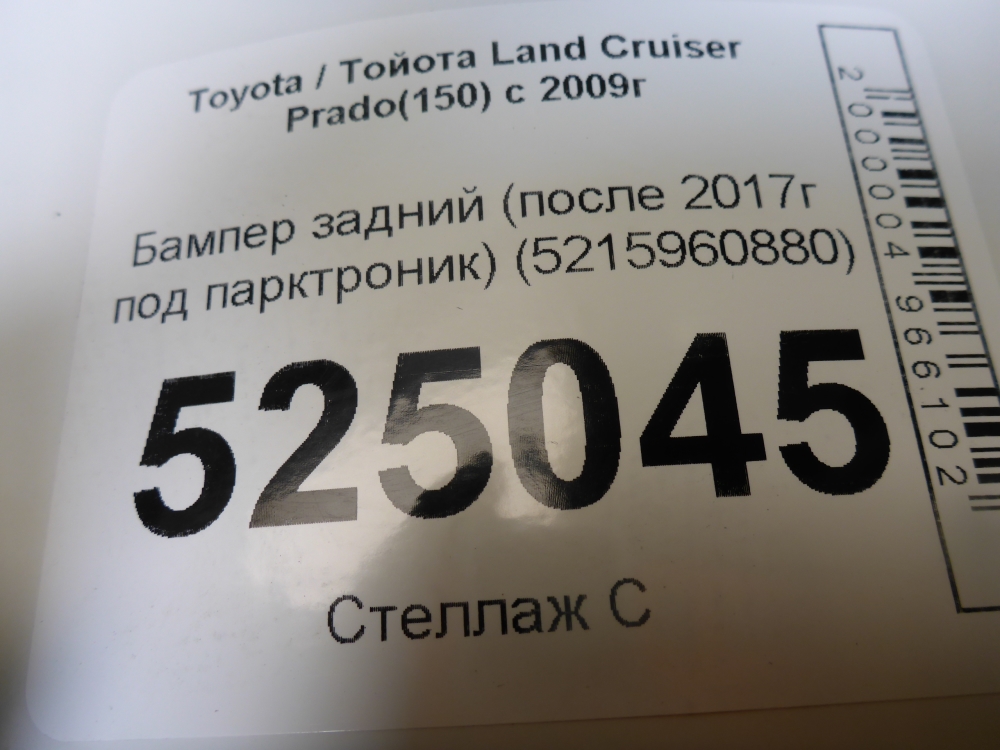 Toyota / Тойота Land Cruiser
Prado(150) с 2009г
Бампер задний (после 2017г
под парктроник) (5215960880)
525045
Стеллаж С
2000004966102